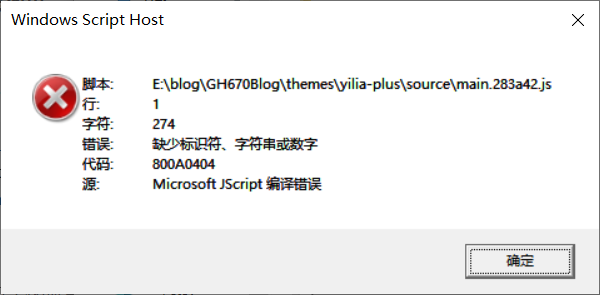 Windows Script Host
脚本: E:\blog\GH670Blog\themes\yilia-plus\source\main.283a42.js
行: 1
字符: 274
错误: 缺少标识符、字符串或数字
代码: 800A0404
源: Microsoft JScript 编译错误
确定